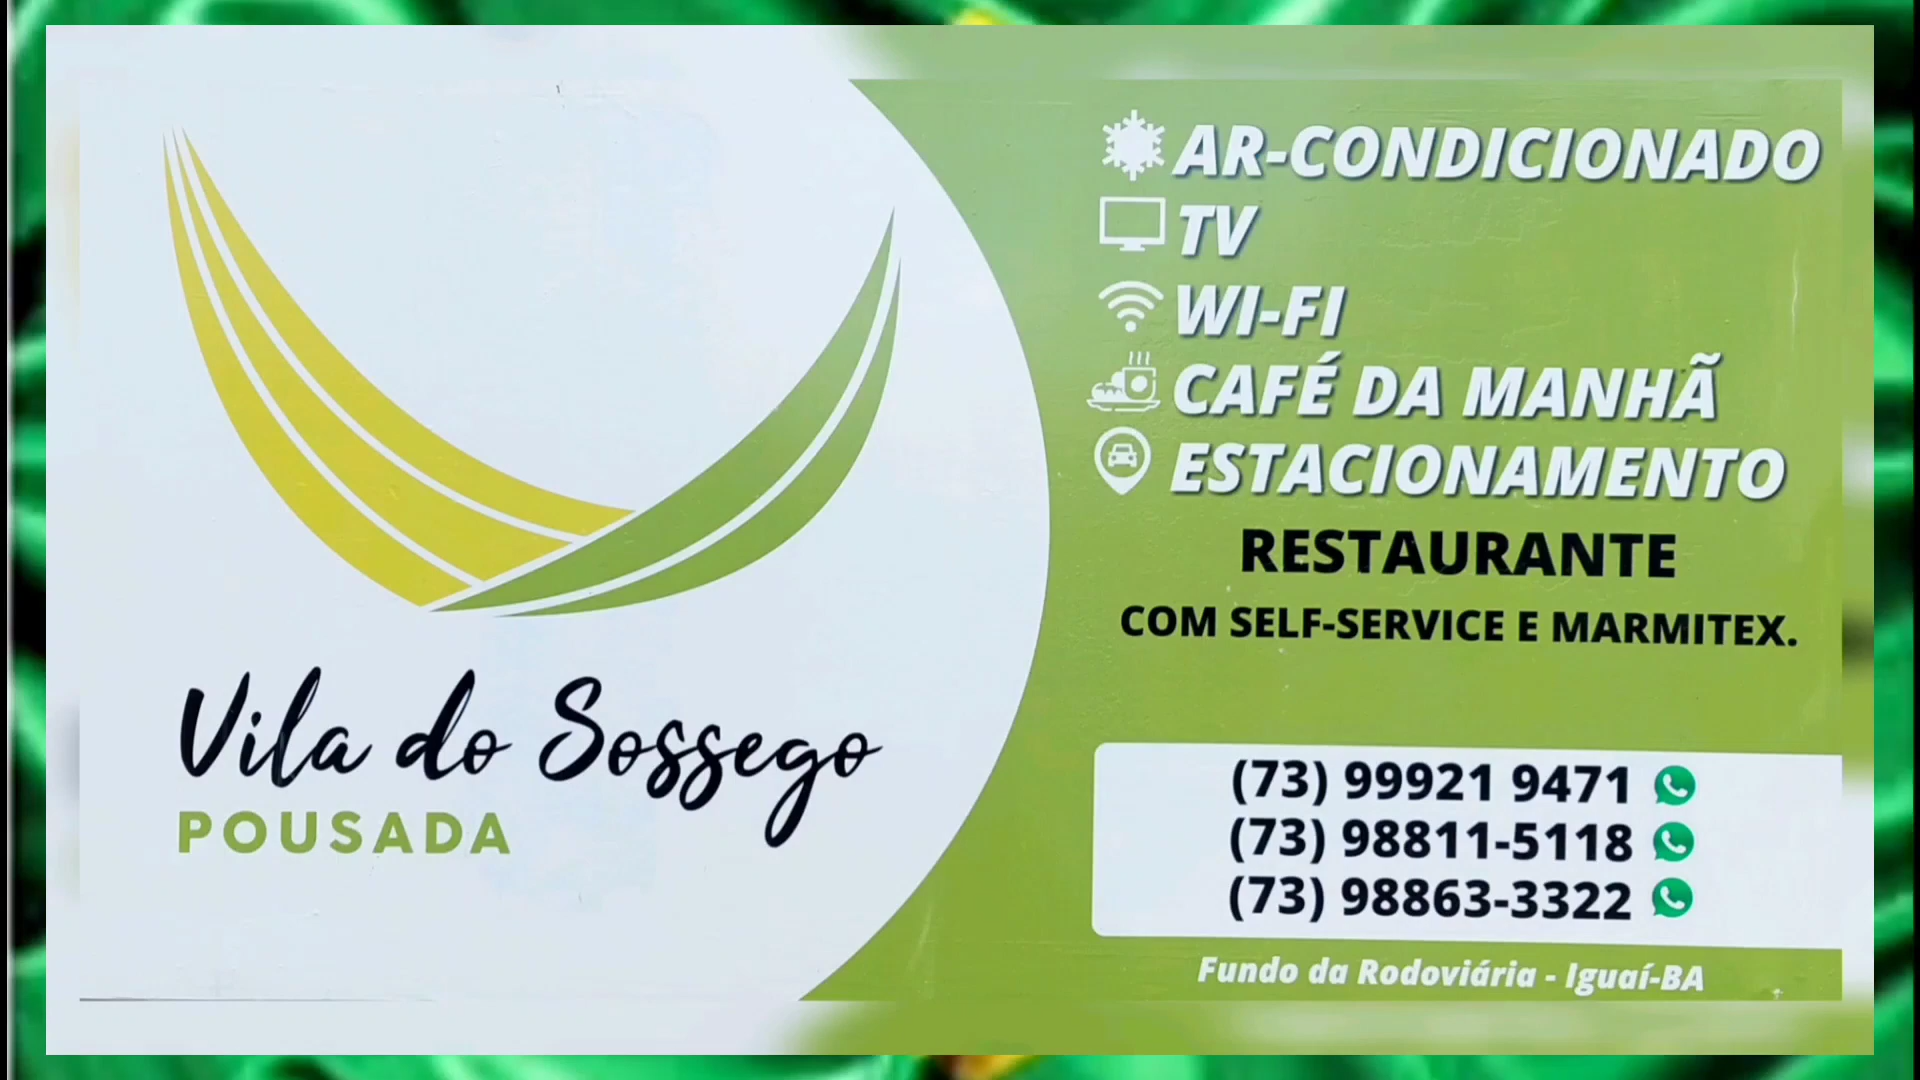 Vila do Sossego
POUSADA
AR-CONDICIONADO
TV
WI-FI
CAFÉ DA MANHÃ
ESTACIONAMENTO
RESTAURANTE
COM SELF-SERVICE E MARMITEX.
(73) 99921 9471
(73) 98811-5118
(73) 98863-3322
Fundo da Rodoviária - Iguaí-BA